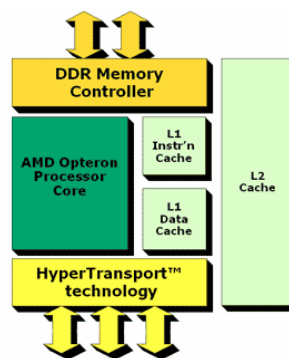 DDR Memory
Controller
AMD Opteron
Processor
Core
L1
Instr'n
Cache
L1
Data
Cache
L2
Cache
HyperTransport™
technology